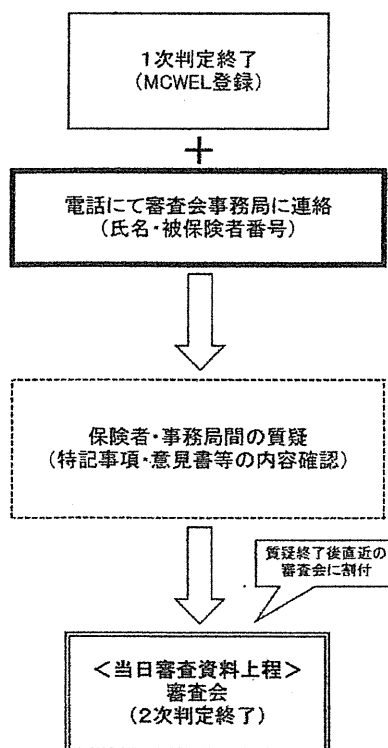 1次判定終了
(MCWEL登録)
+
電話にて審査会事務局に連絡
(氏名・被保険者番号)
保険者・事務局間の質疑
(特記事項・意見書等の内容確認)
質疑終了後直近の
審査会に割付
<当日審査資料上程>
審査会
(2次判定終了)